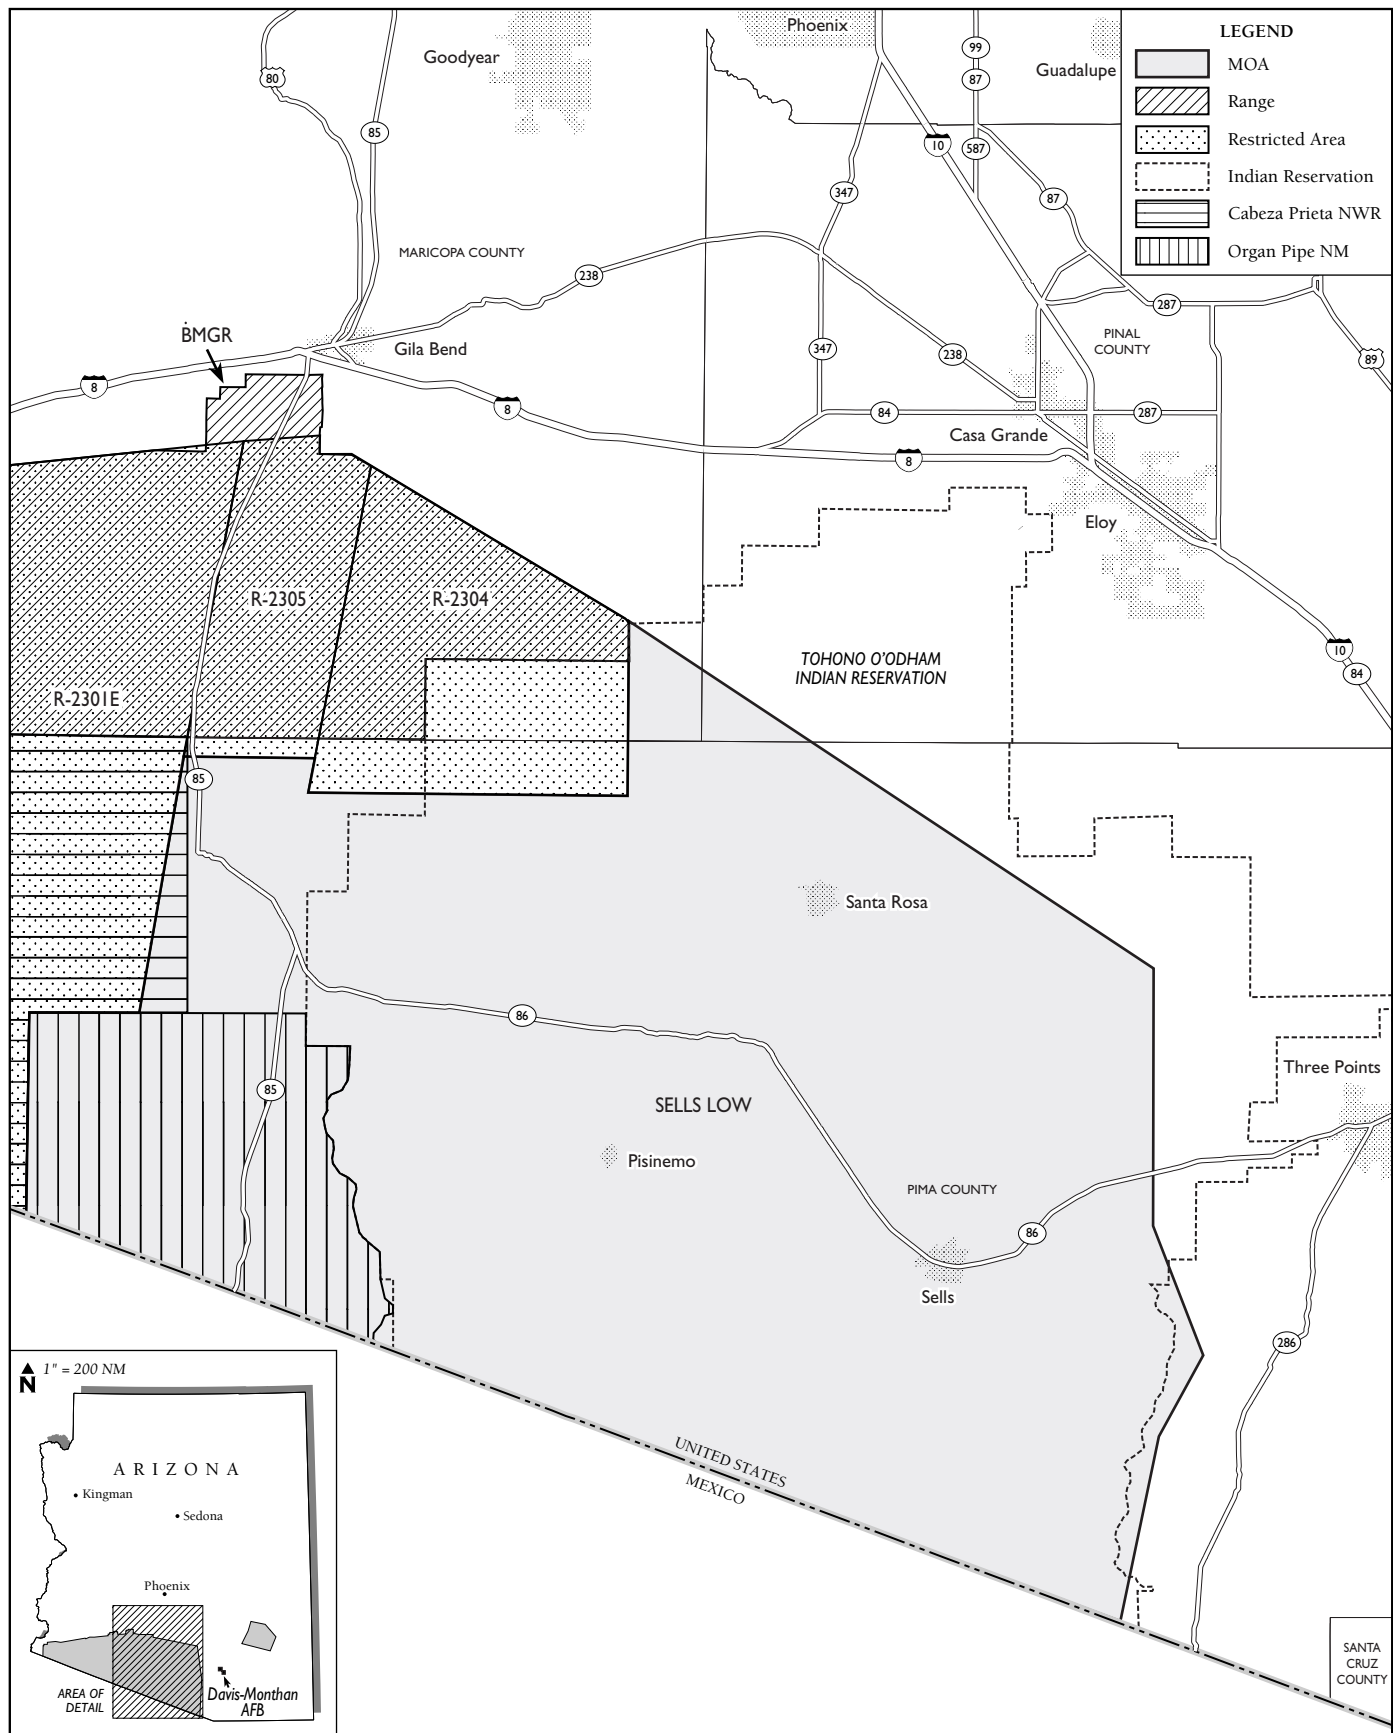 Phoenix
Goodyear
99
80
87
Guadalupe
85
10
587
347
87
LEGEND
MOA
Range
Restricted Area
Indian Reservation
Cabeza Prieta NWR
Organ Pipe NM
MARICOPA COUNTY
238
287
BMGR
Gila Bend
347
238
PINAL
COUNTY
89
8
8
84
287
Casa Grande
8
Eloy
R-2305
R-2304
TOHONO O'ODHAM
INDIAN RESERVATION
10
84
R-2301E
85
Santa Rosa
86
Three Points
85
SELLS LOW
Pisinemo
PIMA COUNTY
86
Sells
286
UNITED STATES
MEXICO
N
1" = 200 NM
ARIZONA
Kingman
Sedona
Phoenix
AREA OF
DETAIL
Davis-Monthan
AFB
SANTA
CRUZ
COUNTY